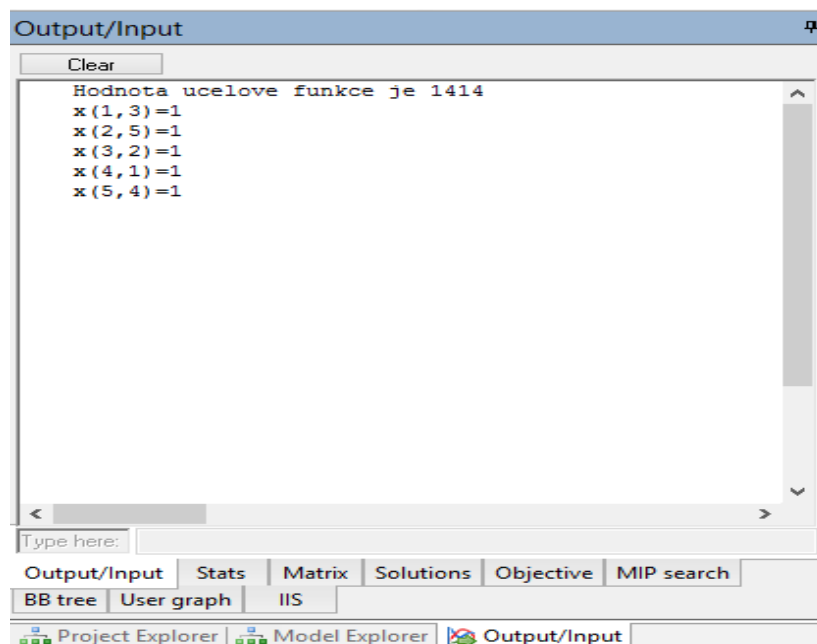 Output/Input
Clear
Hodnota ucelove funkce je 1414
x(1,3)=1
x(2,5)=1
x(3,2)=1
x(4,1)=1
x(5,4)=1
Type here:
Output/Input Stats Matrix Solutions Objective MIP search
BB tree User graph IIS
Project Explorer Model Explorer Output/Input